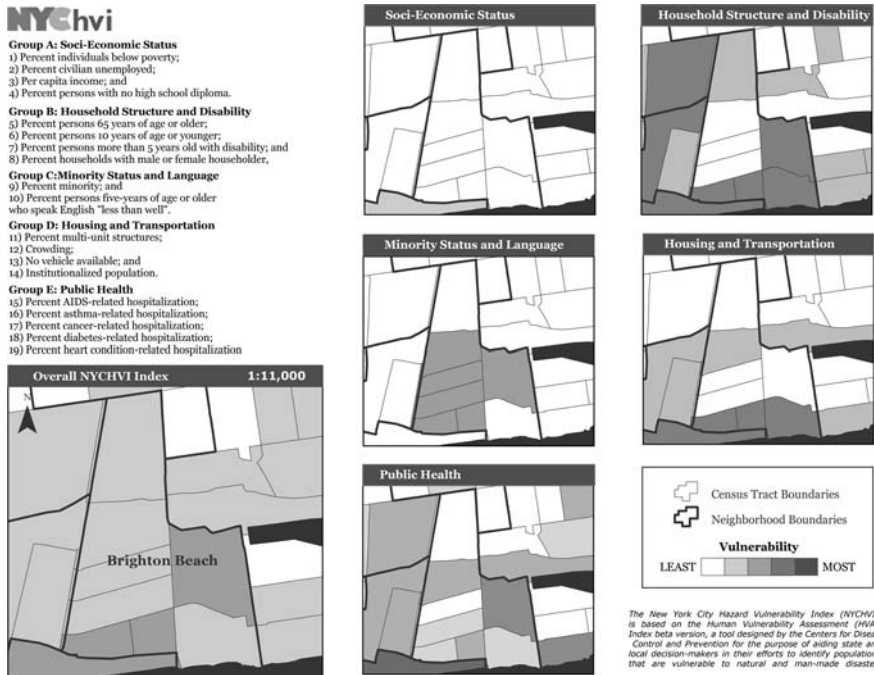 NYChvi
Group A: Soci-Economic Status
1) Percent individuals below poverty;
2) Percent civilian unemployed;
3) Per capita income; and
4) Percent persons with no high school diploma.
Group B: Household Structure and Disability
5) Percent persons 65 years of age or older;
6) Percent persons 10 years of age or younger;
7) Percent persons more than 5 years old with disability; and
8) Percent households with male or female householder,
Group C:Minority Status and Language
9) Percent minority; and
10) Percent persons five-years of age or older
who speak English "less than well".
Group D: Housing and Transportation
11) Percent multi-unit structures;
12) Crowding;
13) No vehicle available; and
14) Institutionalized population.
Group E: Public Health
15) Percent AIDS-related hospitalization;
16) Percent asthma-related hospitalization;
17) Percent cancer-related hospitalization;
18) Percent diabetes-related hospitalization;
19) Percent heart condition-related hospitalization
Overall NYCHVI Index 1:11,000
N
Brighton Beach
Soci-Economic Status
Household Structure and Disability
Minority Status and Language
Housing and Transportation
Public Health
Census Tract Boundaries
Neighborhood Boundaries
Vulnerability
LEAST MOST
The New York City Hazard Vulnerability Index (NYCHVI
is based on the Human Vulnerability Assessment (HVA
Index beta version, a tool designed by the Centers for Disea
Control and Prevention for the purpose of aiding state an
local decision-makers in their efforts to identify population
that are vulnerable to natural and man-made disaste